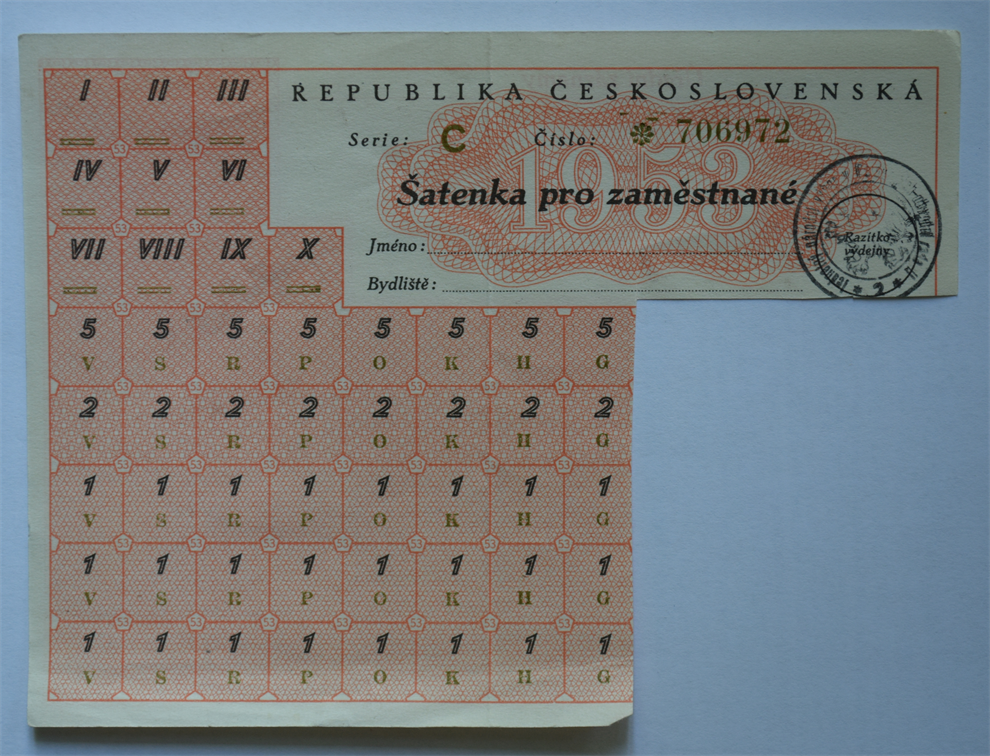 REPUBLIKA ČESKOSLOVENSKÁ
Serie: C Číslo: 706972
1953
Šatenka pro zaměstnané
Jméno:
Bydliště:
Razítko
výdejny
2
I II III
IV V VI
VII VIII IX X
5 5 5 5 5 5 5 5
V S R P O K H G
2 2 2 2 2 2 2 2
V S R P O K H G
1 1 1 1 1 1 1 1
V S R P O K H G
1 1 1 1 1 1 1 1
V S R P O K H G
1 1 1 1 1 1 1 1
V S R P O K H G